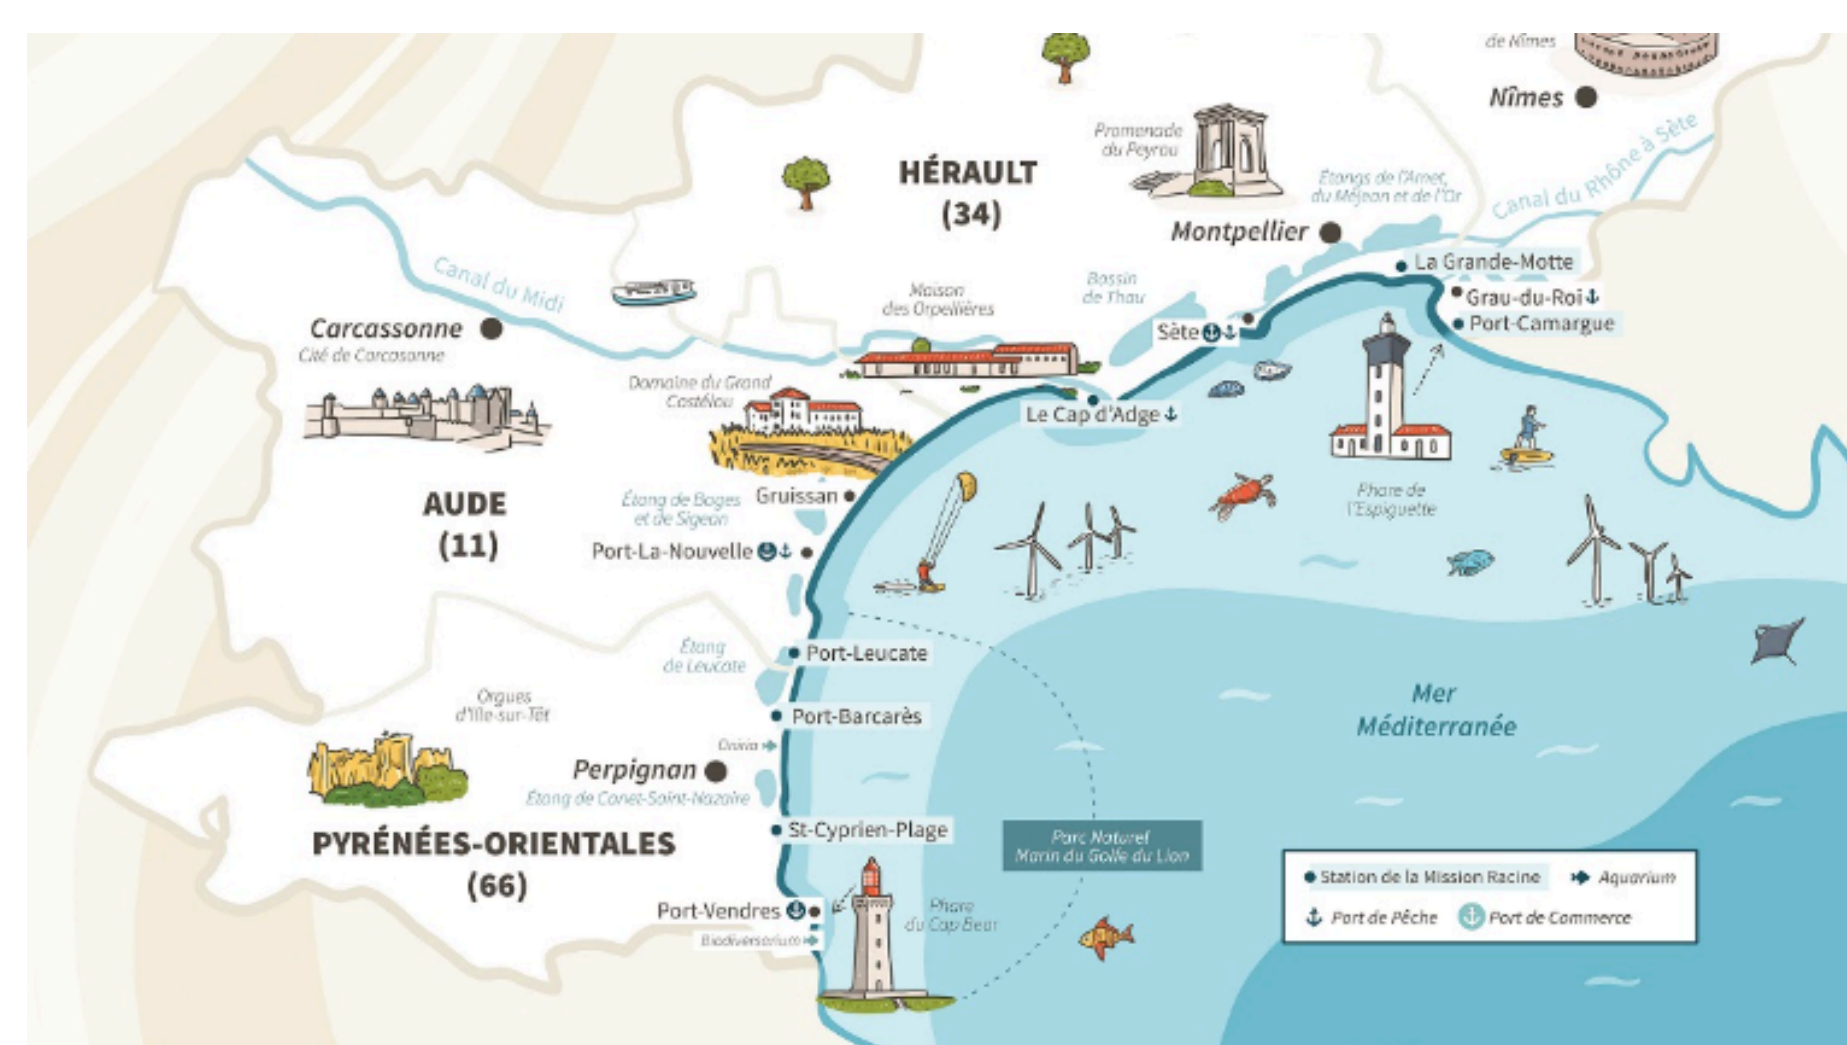 de Nîmes
Nîmes
Promenade
du Peyrou
HÉRAULT
(34)
Étangs de l'Arnet,
du Méjean et de l'Or
Canal du Rhône à Sète
Montpellier
La Grande-Motte
Canal du Midi
Maison
des Orpellières
Bassin
de Thau
Grau-du-Roi
Sète
Port-Camargue
Carcassonne
Cité de Carcasonne
Domaine du Grand
Castélou
Le Cap d'Adge
AUDE
(11)
Étang de Bages
et de Sigean
Gruissan
Phare de
l'Espiguette
Port-La-Nouvelle
Étang
de Leucate
Port-Leucate
Orgues
d'Ille-sur-Têt
Port-Barcarès
Mer
Méditerranée
Oniria
Perpignan
Étang de Canet-Saint-Nazaire
PYRÉNÉES-ORIENTALES
(66)
St-Cyprien-Plage
Parc Naturel
Marin du Golfe du Lion
Port-Vendres
Biodiversarium
Phare
du Cap Bear
Station de la Mission Racine
Aquarium
Port de Pêche
Port de Commerce